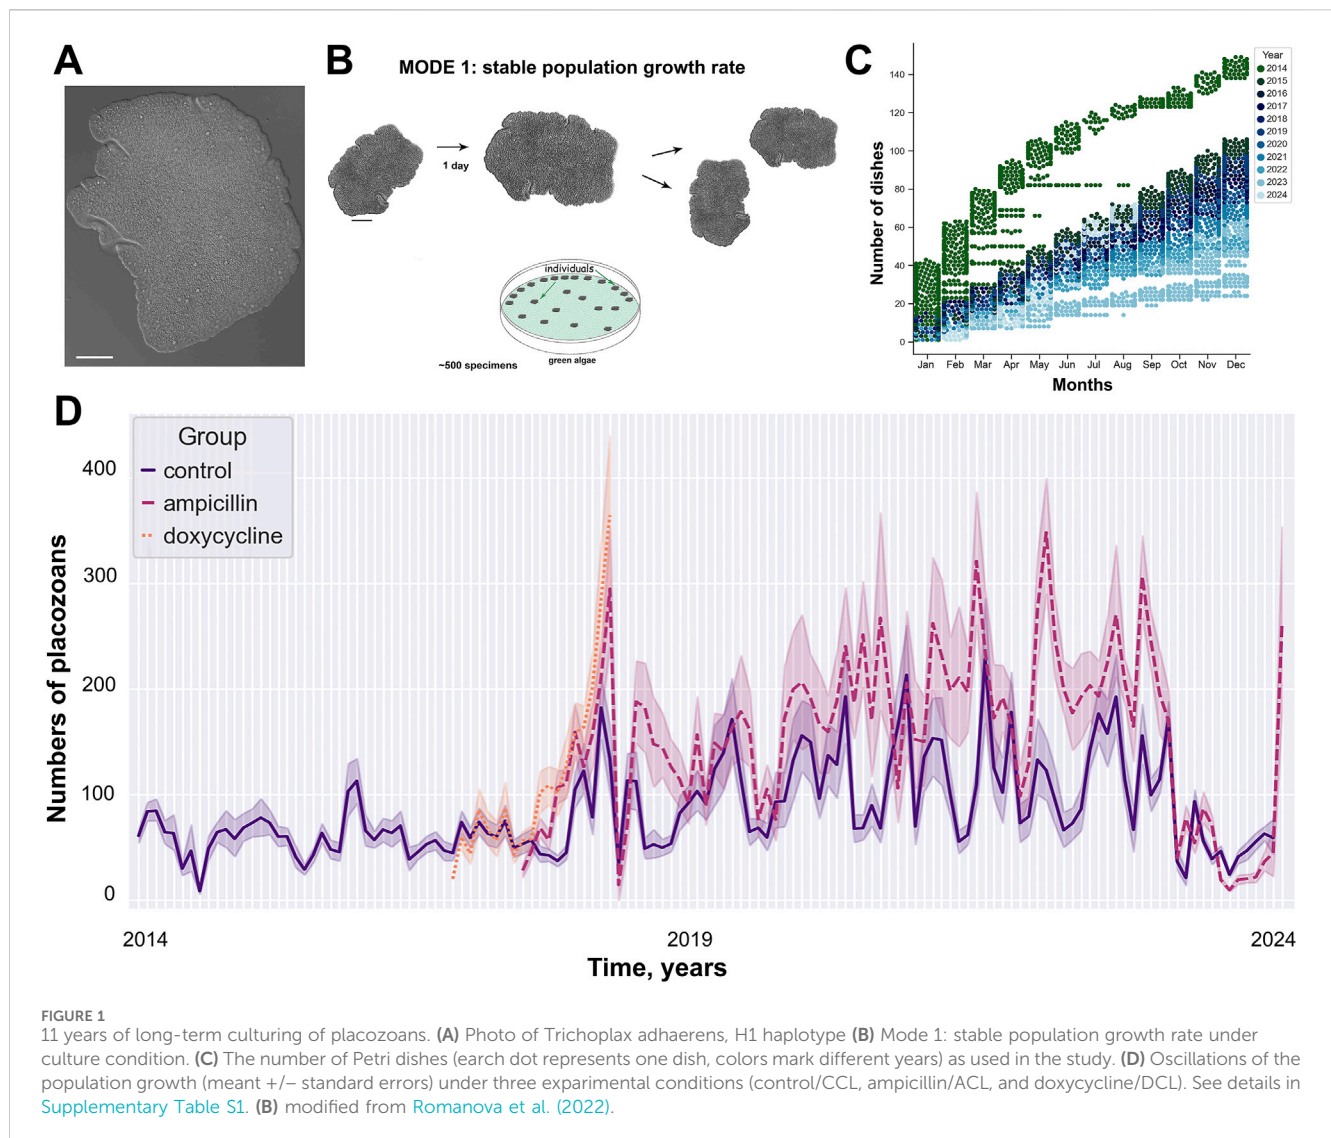 A
B
MODE 1: stable population growth rate
1 day
individuals
~500 specimens
green algae
C
Number of dishes
140
120
100
80
60
40
20
0
Jan Feb Mar Apr May Jun Jul Aug Sep Oct Nov Dec
Months
Year
2014
2015
2016
2017
2018
2019
2020
2021
2022
2023
2024
D
Group
control
ampicillin
doxycycline
Numbers of placozoans
400
300
200
100
0
2014 2019 2024
Time, years
FIGURE 1
11 years of long-term culturing of placozoans. (A) Photo of Trichoplax adhaerens, H1 haplotype (B) Mode 1: stable population growth rate under
culture condition. (C) The number of Petri dishes (earch dot represents one dish, colors mark different years) as used in the study. (D) Oscillations of the
population growth (meant +/− standard errors) under three exparimental conditions (control/CCL, ampicillin/ACL, and doxycycline/DCL). See details in
Supplementary Table S1. (B) modified from Romanova et al. (2022).